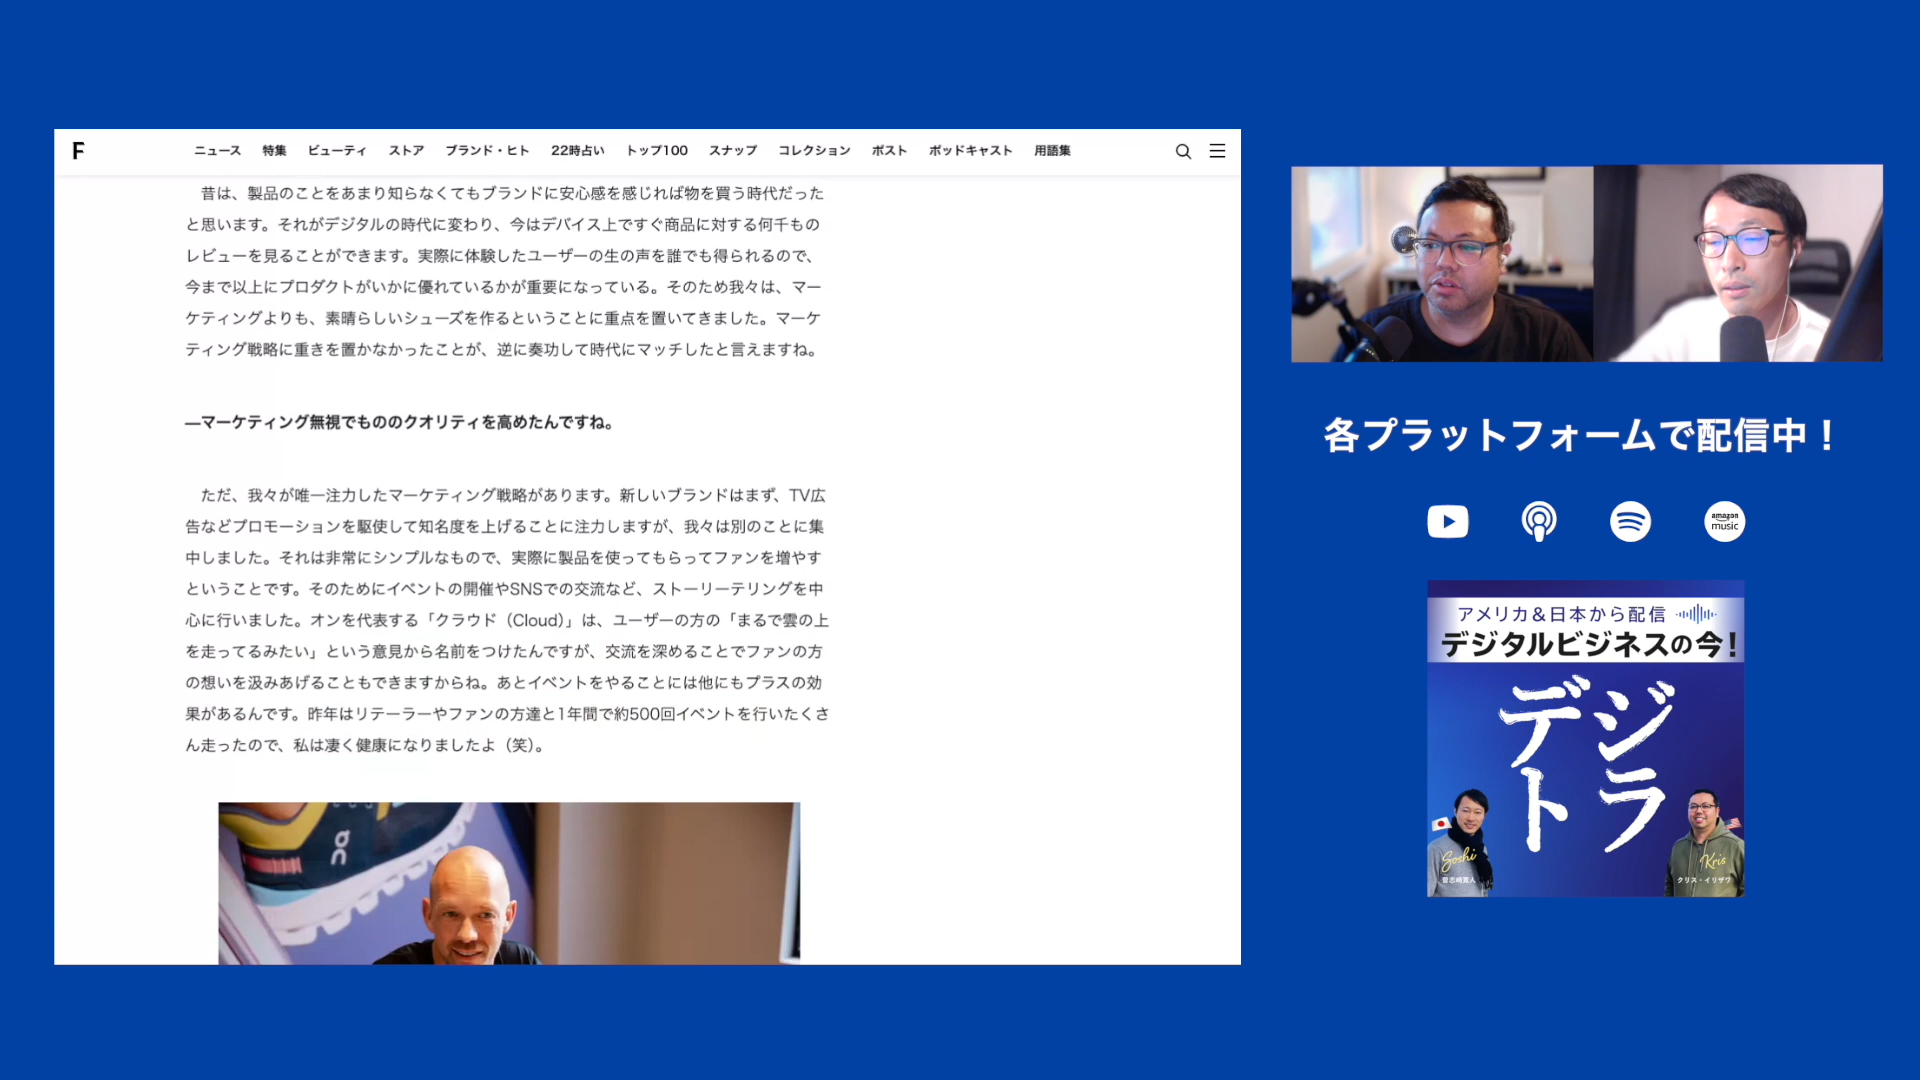 F
ニュース 特集 ビューティ ストア ブランド・ヒト 22時占い トップ100 スナップ コレクション ポスト ポッドキャスト 用語集
昔は、製品のことをあまり知らなくてもブランドに安心感を感じれば物を買う時代だった
と思います。それがデジタルの時代に変わり、今はデバイス上ですぐ商品に対する何千もの
レビューを見ることができます。実際に体験したユーザーの生の声を誰でも得られるので、
今まで以上にプロダクトがいかに優れているかが重要になっている。そのため我々は、マー
ケティングよりも、素晴らしいシューズを作るということに重点を置いてきました。マーケ
ティング戦略に重きを置かなかったことが、逆に奏功して時代にマッチしたと言えますね。
―マーケティング無視でもののクオリティを高めたんですね。
ただ、我々が唯一注力したマーケティング戦略があります。新しいブランドはまず、TV広
告などプロモーションを駆使して知名度を上げることに注力しますが、我々は別のことに集
中しました。それは非常にシンプルなもので、実際に製品を使ってもらってファンを増やす
ということです。そのためにイベントの開催やSNSでの交流など、ストーリーテリングを中
心に行いました。オンを代表する「クラウド（Cloud）」は、ユーザーの方の「まるで雲の上
を走ってるみたい」という意見から名前をつけたんですが、交流を深めることでファンの方
の想いを汲みあげることもできますからね。あとイベントをやることには他にもプラスの効
果があるんです。昨年はリテーラーやファンの方達と1年間で約500回イベントを行いたくさ
ん走ったので、私は凄く健康になりましたよ（笑）。
各プラットフォームで配信中！
amazon
music
アメリカ&日本から配信
デジタルビジネスの今！
デジ
トラ
Soshi
曽志崎寛人
Kris
クリス・イリザワ